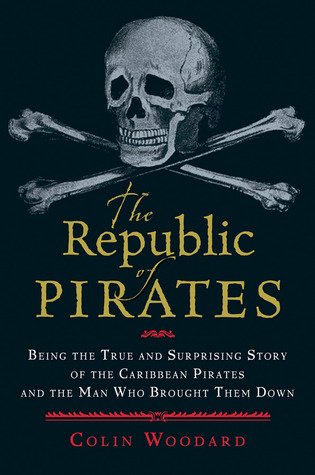 The
Republic
of
PIRATES
BEING THE TRUE AND SURPRISING STORY
OF THE CARIBBEAN PIRATES
AND THE MAN WHO BROUGHT THEM DOWN
COLIN WOODARD